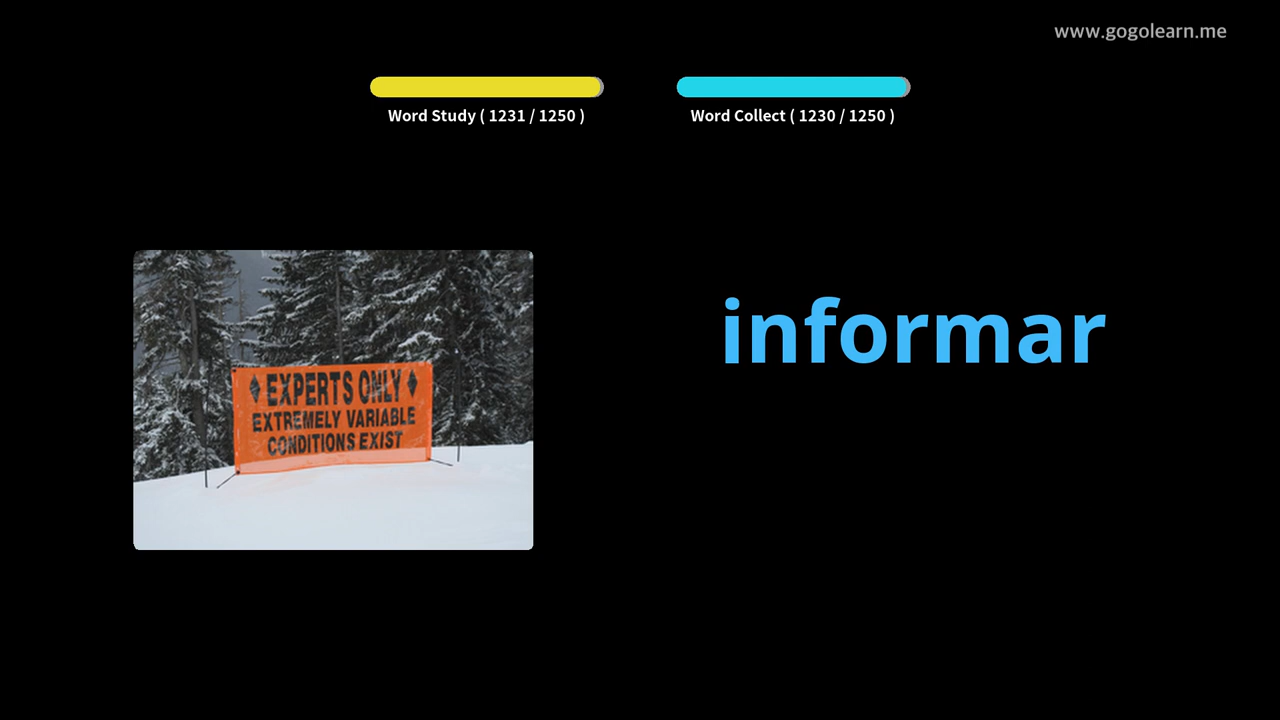 www.gogolearn.me
Word Study ( 1231 / 1250 )
Word Collect ( 1230 / 1250 )
informar
EXPERTS ONLY
EXTREMELY VARIABLE
CONDITIONS EXIST